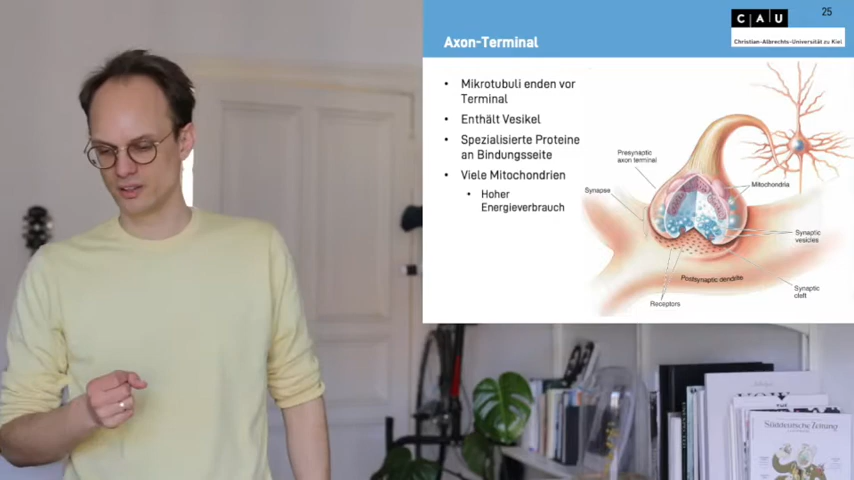 25
CAU
Christian-Albrechts-Universität zu Kiel
Axon-Terminal
• Mikrotubuli enden vor
Terminal
• Enthält Vesikel
• Spezialisierte Proteine
an Bindungsseite
• Viele Mitochondrien
• Hoher
Energieverbrauch
Presynaptic
axon terminal
Synapse
Mitochondria
Synaptic
vesicles
Postsynaptic dendrite
Synaptic
cleft
Receptors
Süddeutsche Zeitung